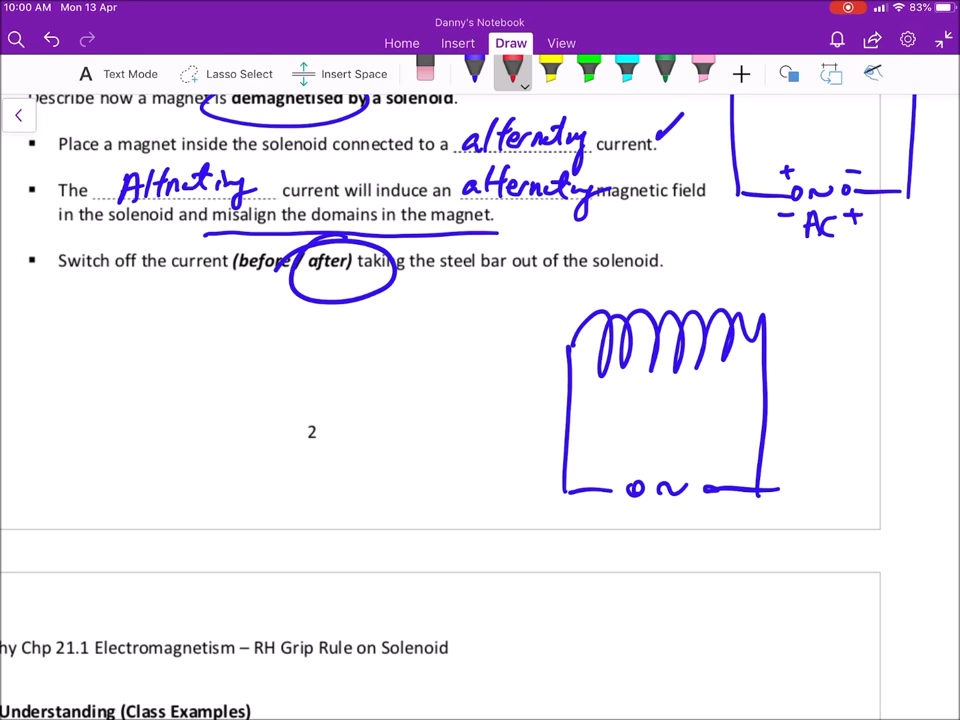 10:00 AM Mon 13 Apr
83%
Danny's Notebook
Home Insert Draw View
A Text Mode Lasso Select Insert Space
Describe how a magnet is demagnetised by a solenoid.
▪ Place a magnet inside the solenoid connected to a alternating current. ✓
▪ The Altnating current will induce an alternating magnetic field
in the solenoid and misalign the domains in the magnet.
▪ Switch off the current (before / after) taking the steel bar out of the solenoid.
+ −
− AC +
2
hy Chp 21.1 Electromagnetism – RH Grip Rule on Solenoid
Understanding (Class Examples)